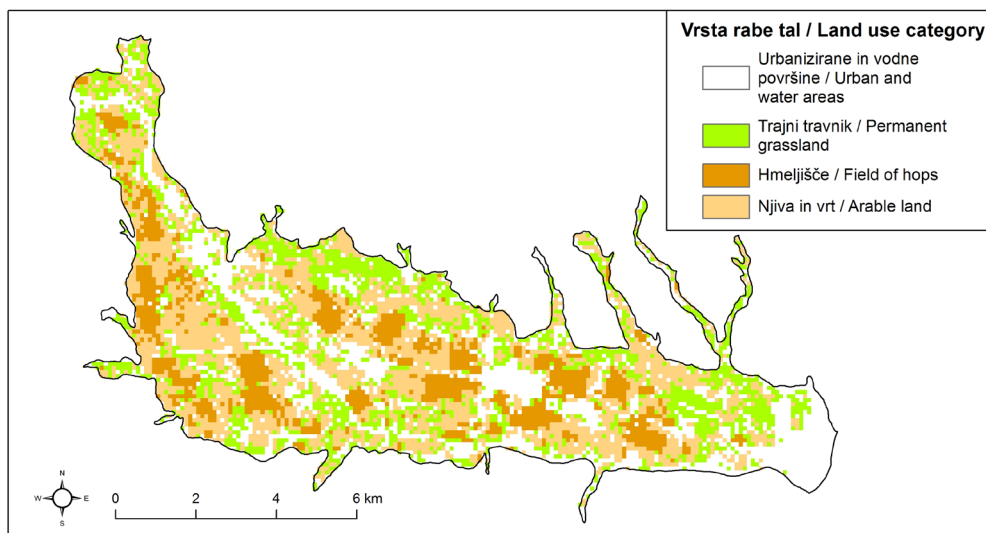 Vrsta rabe tal / Land use category
Urbanizirane in vodne
površine / Urban and
water areas
Trajni travnik / Permanent
grassland
Hmeljišče / Field of hops
Njiva in vrt / Arable land
N
W E
S
0 2 4 6 km